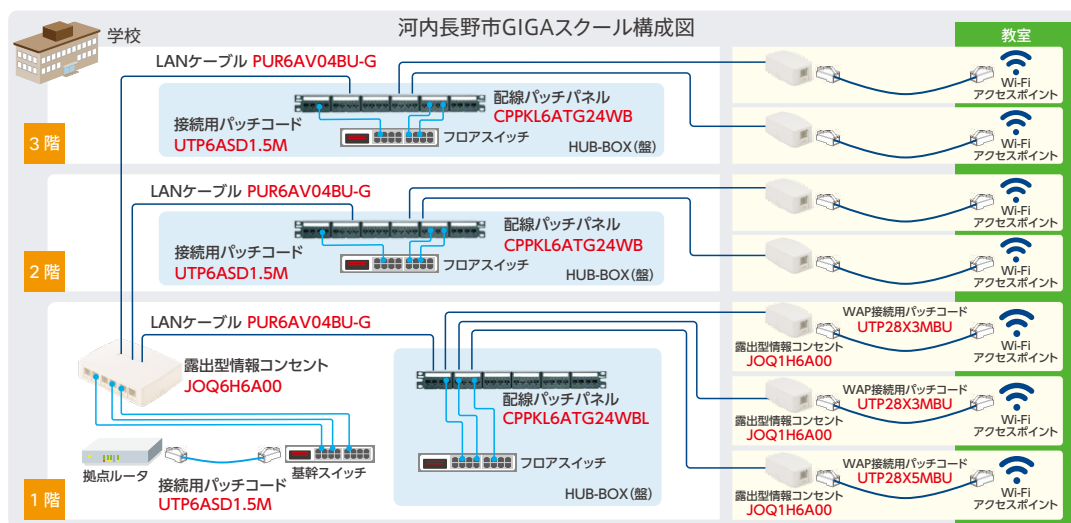 河内長野市GIGAスクール構成図
学校
教室
LANケーブル PUR6AV04BU-G
配線パッチパネル
CPPKL6ATG24WB
接続用パッチコード
UTP6ASD1.5M
フロアスイッチ
HUB-BOX（盤）
3階
Wi-Fi
アクセスポイント
Wi-Fi
アクセスポイント
LANケーブル PUR6AV04BU-G
配線パッチパネル
CPPKL6ATG24WB
接続用パッチコード
UTP6ASD1.5M
フロアスイッチ
HUB-BOX（盤）
2階
Wi-Fi
アクセスポイント
Wi-Fi
アクセスポイント
LANケーブル PUR6AV04BU-G
露出型情報コンセント
JOQ6H6A00
配線パッチパネル
CPPKL6ATG24WBL
フロアスイッチ
HUB-BOX（盤）
拠点ルータ
接続用パッチコード
UTP6ASD1.5M
基幹スイッチ
1階
WAP接続用パッチコード
UTP28X3MBU
露出型情報コンセント
JOQ1H6A00
Wi-Fi
アクセスポイント
WAP接続用パッチコード
UTP28X3MBU
露出型情報コンセント
JOQ1H6A00
Wi-Fi
アクセスポイント
WAP接続用パッチコード
UTP28X5MBU
露出型情報コンセント
JOQ1H6A00
Wi-Fi
アクセスポイント